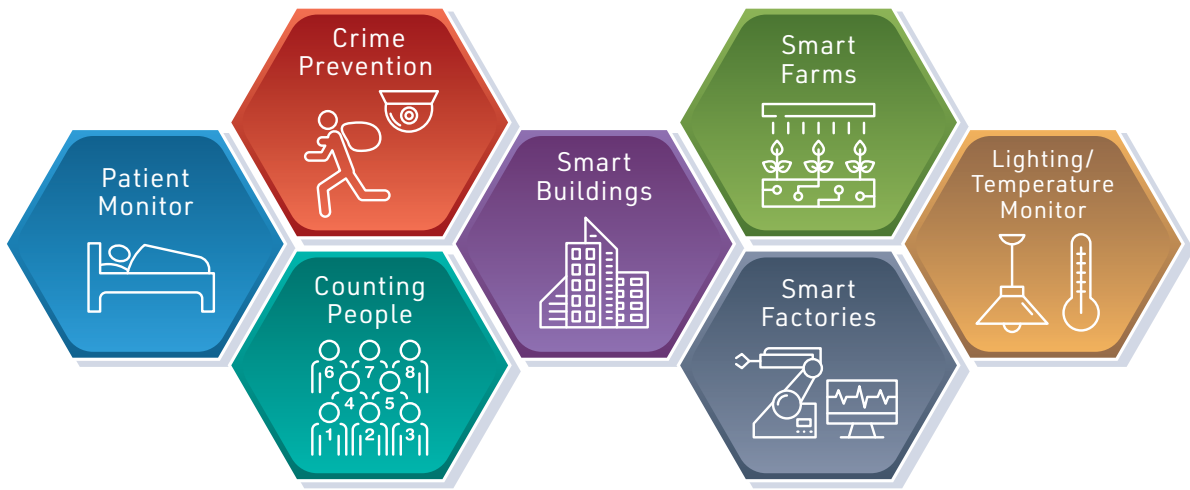 Patient
Monitor
Crime
Prevention
Counting
People
6 7 8
4 5
1 2 3
Smart
Buildings
Smart
Farms
Smart
Factories
Lighting/
Temperature
Monitor